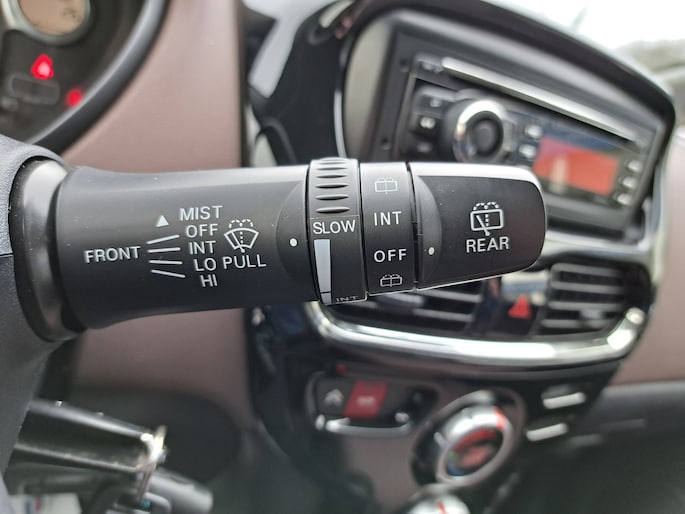 MIST
OFF
FRONT INT
LO PULL
HI
SLOW
INT
INT
OFF
REAR